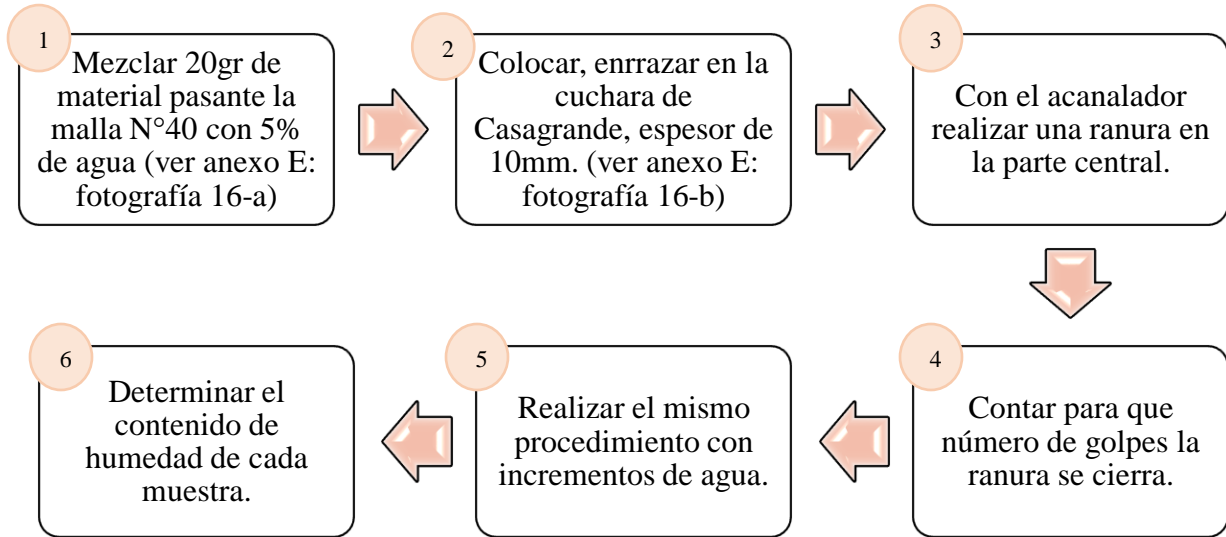 1
Mezclar 20gr de
material pasante la
malla N°40 con 5%
de agua (ver anexo E:
fotografía 16-a)
2
Colocar, enrrazar en la
cuchara de
Casagrande, espesor de
10mm. (ver anexo E:
fotografía 16-b)
3
Con el acanalador
realizar una ranura en
la parte central.
4
Contar para que
número de golpes la
ranura se cierra.
5
Realizar el mismo
procedimiento con
incrementos de agua.
6
Determinar el
contenido de
humedad de cada
muestra.